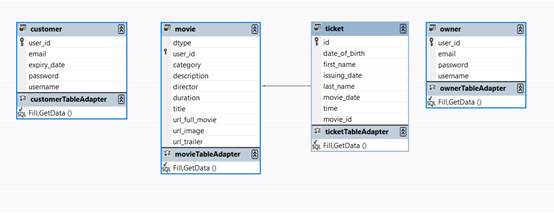 customer
user_id
email
expiry_date
password
username
customerTableAdapter
Fill,GetData ()
movie
dtype
user_id
category
description
director
duration
title
url_full_movie
url_image
url_trailer
movieTableAdapter
Fill,GetData ()
ticket
id
date_of_birth
first_name
issuing_date
last_name
movie_date
time
movie_id
ticketTableAdapter
Fill,GetData ()
owner
user_id
email
password
username
ownerTableAdapter
Fill,GetData ()